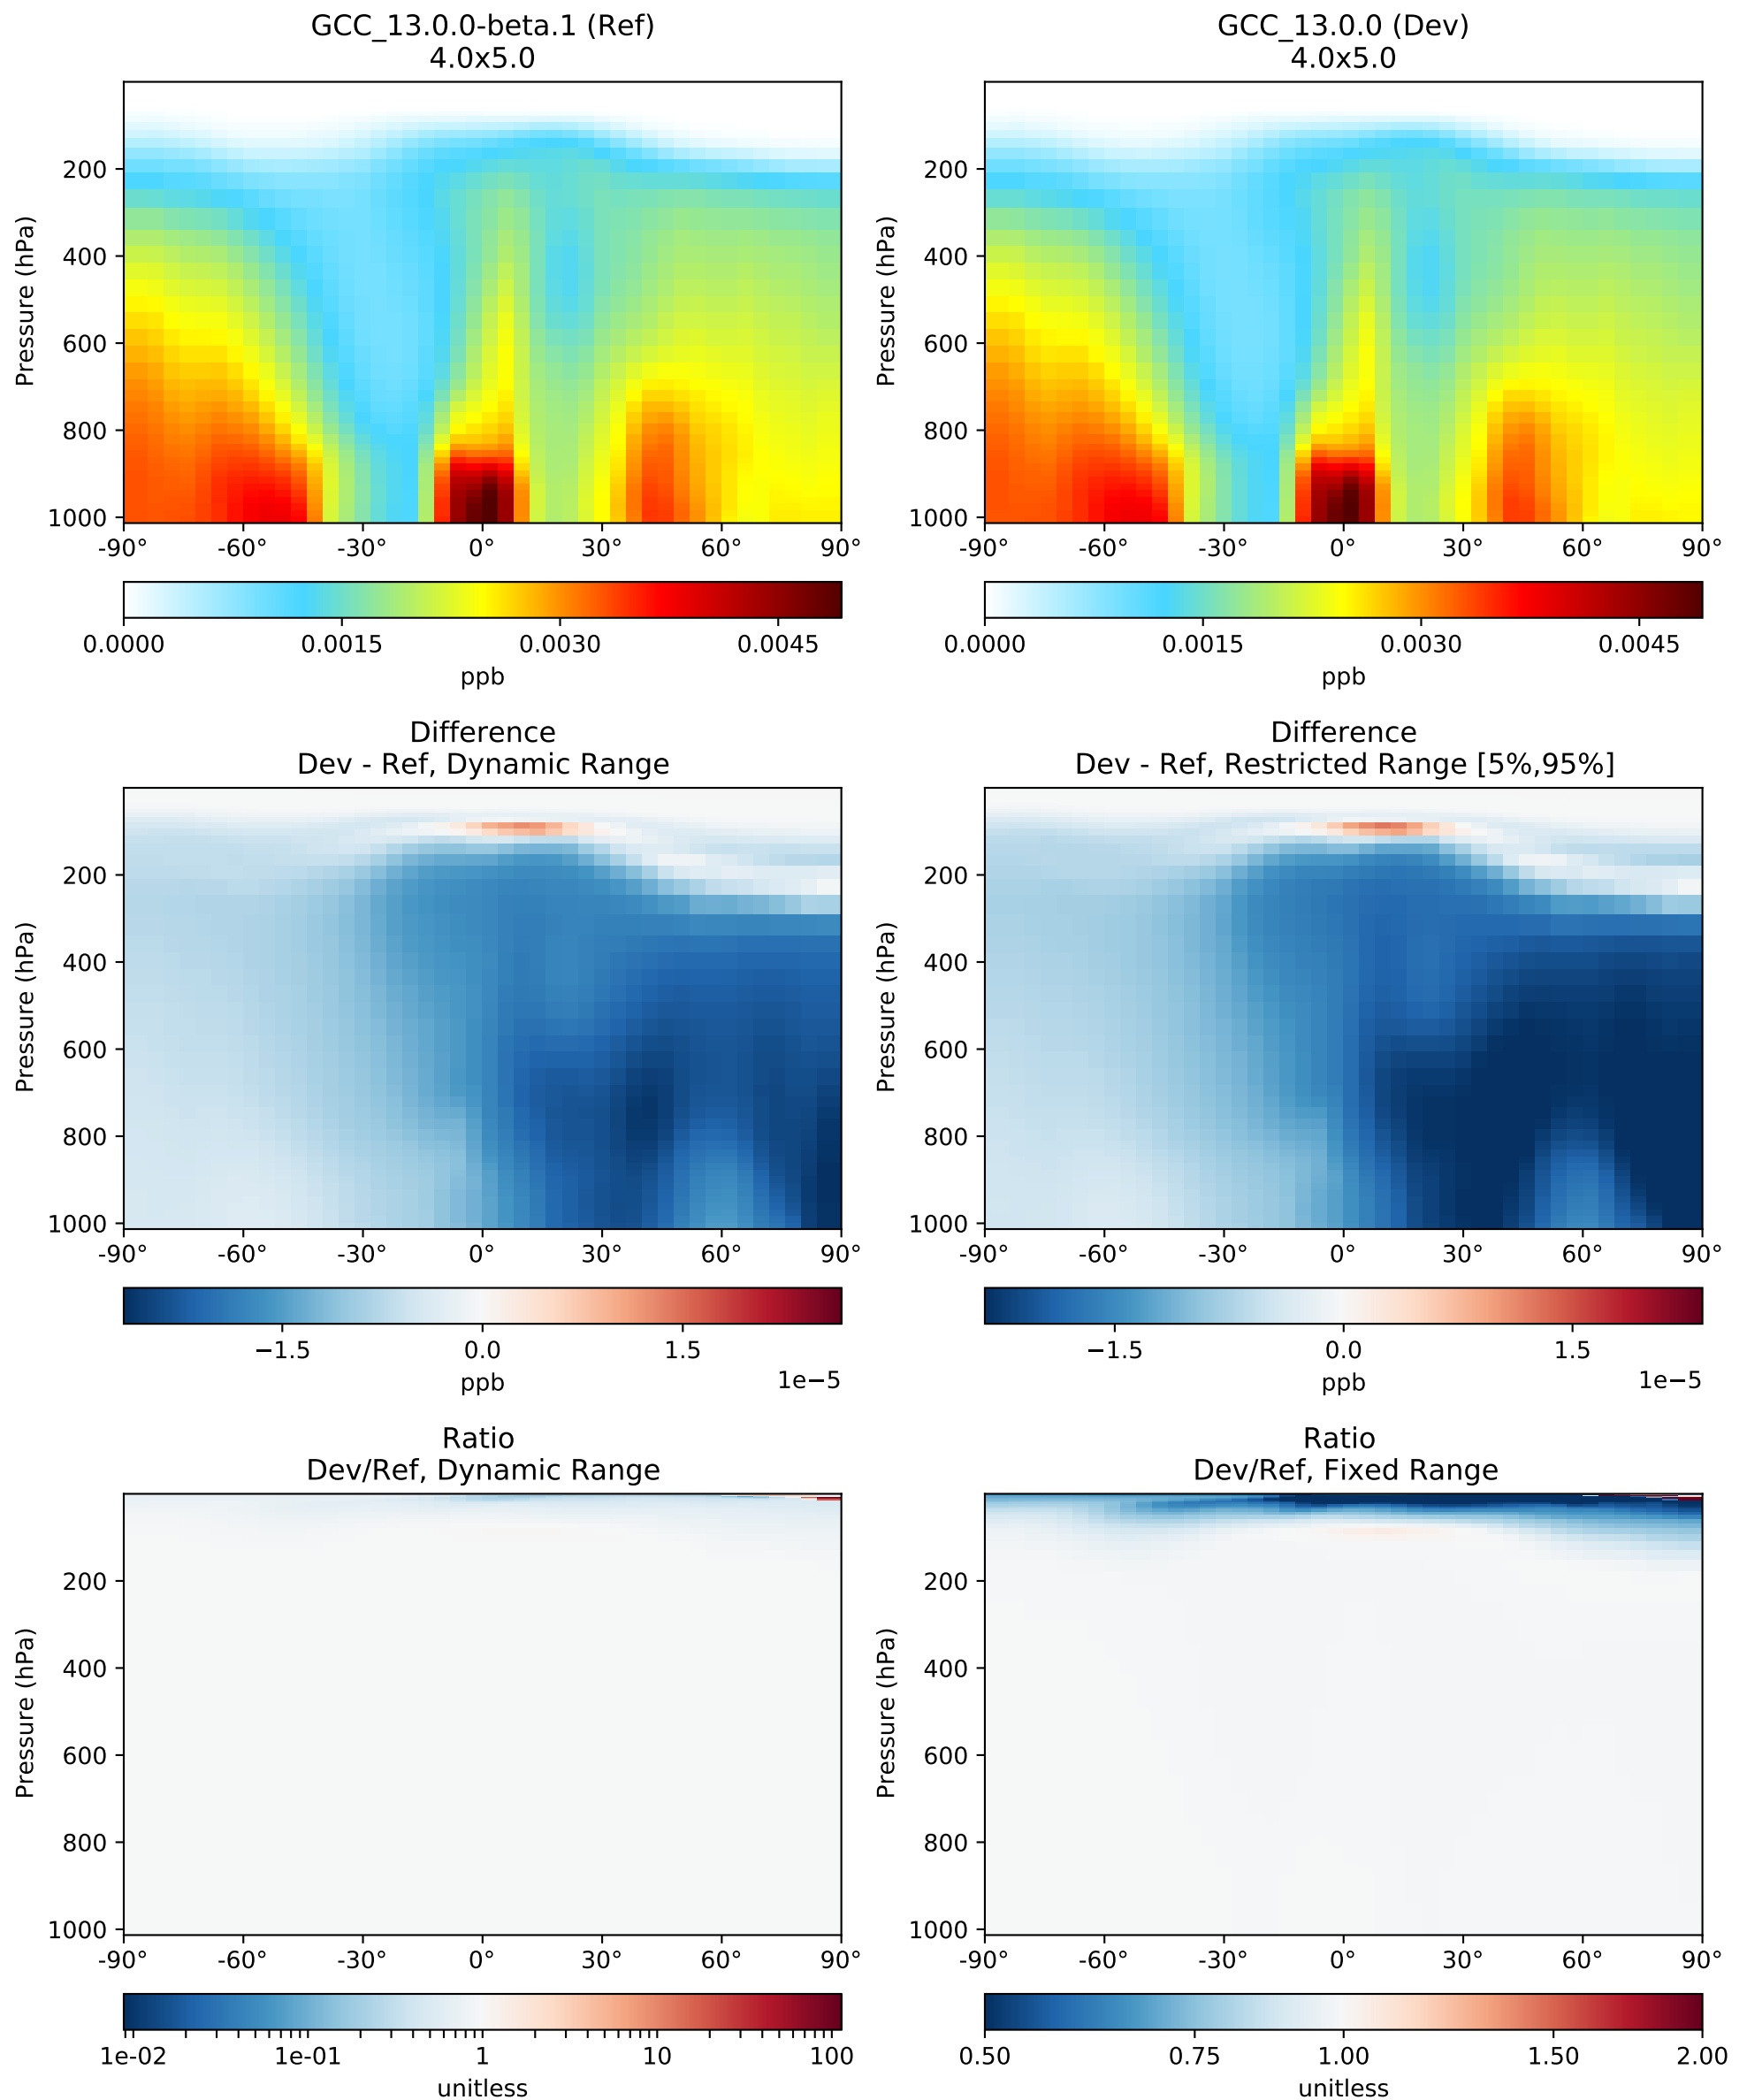 GCC_13.0.0-beta.1 (Ref)
4.0x5.0
GCC_13.0.0 (Dev)
4.0x5.0
Pressure (hPa)
200
400
600
800
1000
-90° -60° -30° 0° 30° 60° 90°
0.0000 0.0015 0.0030 0.0045
ppb
Pressure (hPa)
200
400
600
800
1000
-90° -60° -30° 0° 30° 60° 90°
0.0000 0.0015 0.0030 0.0045
ppb
Difference
Dev - Ref, Dynamic Range
Pressure (hPa)
200
400
600
800
1000
-90° -60° -30° 0° 30° 60° 90°
−1.5 0.0 1.5
ppb
1e−5
Difference
Dev - Ref, Restricted Range [5%,95%]
Pressure (hPa)
200
400
600
800
1000
-90° -60° -30° 0° 30° 60° 90°
−1.5 0.0 1.5
ppb
1e−5
Ratio
Dev/Ref, Dynamic Range
Pressure (hPa)
200
400
600
800
1000
-90° -60° -30° 0° 30° 60° 90°
1e-02 1e-01 1 10 100
unitless
Ratio
Dev/Ref, Fixed Range
Pressure (hPa)
200
400
600
800
1000
-90° -60° -30° 0° 30° 60° 90°
0.50 0.75 1.00 1.50 2.00
unitless